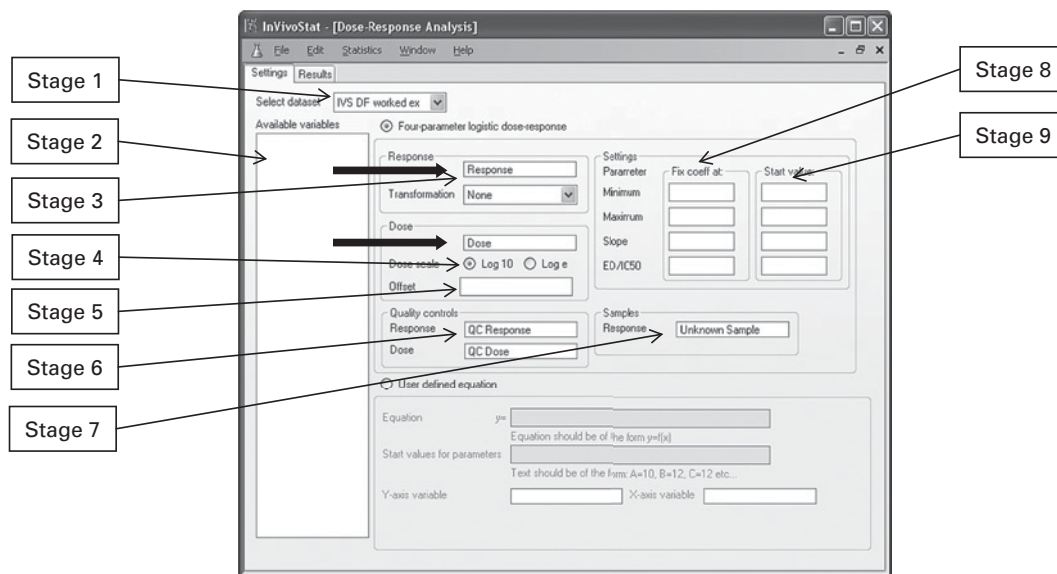 InVivoStat - [Dose-Response Analysis]
File Edit Statistics Window Help
Settings Results
Select dataset IVS DF worked ex
Available variables
Four-parameter logistic dose-response
Response
Response
Transformation None
Dose
Dose
Dose scale Log 10 Log e
Offset
Quality controls
Response QC Response
Dose QC Dose
Settings
Parameter Fix coeff at: Start value:
Minimum
Maximum
Slope
ED/IC50
Samples
Response Unknown Sample
User defined equation
Equation y=
Equation should be of the form y=f(x)
Start values for parameters
Text should be of the form: A=10, B=12, C=12 etc...
Y-axis variable X-axis variable
Stage 1
Stage 2
Stage 3
Stage 4
Stage 5
Stage 6
Stage 7
Stage 8
Stage 9